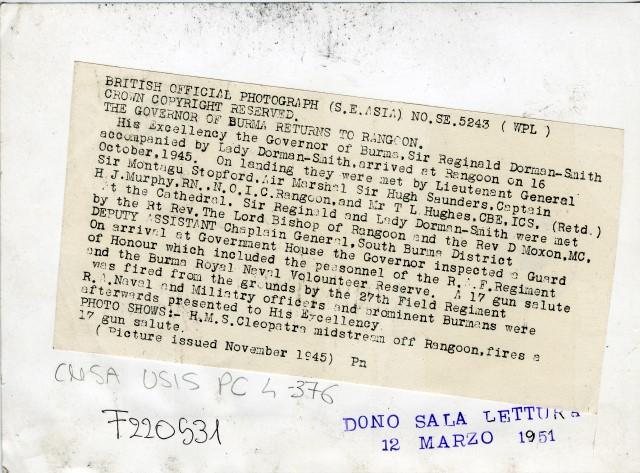 BRITISH OFFICIAL PHOTOGRAPH (S.E.ASIA) NO.SE.5243 ( WPL )
CROWN COPYRIGHT RESERVED.
THE GOVERNOR OF BURMA RETURNS TO RANGOON.
His Excellency the Governor of Burma, Sir Reginald Dorman-Smith
accompanied by Lady Dorman-Smith, arrived at Rangoon on 16
October, 1945. On landing they were met by Lieutenant General
Sir Montagu Stopford, Air Marshal Sir Hugh Saunders, Captain
H.J.Murphy, RN., N.O.I.C. Rangoon, and Mr T L Hughes, CBE, ICS, (Retd.)
At the Cathedral, Sir Reginald and Lady Dorman-Smith were met
by the Rt Rev, The Lord Bishop of Rangoon and the Rev D Moxon, MC.
DEPUTY ASSISTANT Chaplain General, South Burma District
On arrival at Government House the Governor inspected a Guard
of Honour which included the pessonnel of the R.A.F. Regiment
and the Burma Royal Naval Volunteer Reserve. A 17 gun salute
was fired from the grounds by the 27th Field Regiment
R.A. Naval and Miliatry officers and prominent Burmans were
afterwards presented to His Excellency.
PHOTO SHOWS:- H.M.S.Cleopatra midstream off Rangoon, fires a
17 gun salute.
( Picture issued November 1945) Pn
CNSA USIS PC 4-376
F220531
DONO SALA LETTURA
12 MARZO 1951